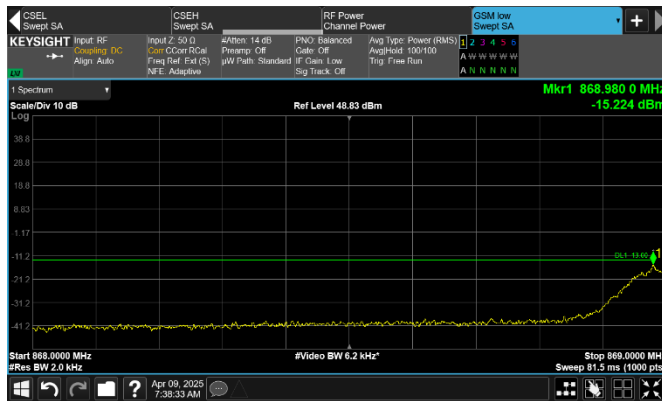 CSEL
Swept SA
CSEH
Swept SA
RF Power
Channel Power
GSM low
Swept SA
KEYSIGHT
Input: RF
Coupling: DC
Align: Auto
Input Z: 50 Ω
Corr CCorr RCal
Freq Ref: Ext (S)
NFE: Adaptive
#Atten: 14 dB
Preamp: Off
µW Path: Standard
PNO: Balanced
Gate: Off
IF Gain: Low
Sig Track: Off
Avg Type: Power (RMS)
Avg|Hold: 100/100
Trig: Free Run
1 2 3 4 5 6
A W W W W W
A N N N N N
1 Spectrum
Scale/Div 10 dB
Ref Level 48.83 dBm
Mkr1 868.980 0 MHz
-15.224 dBm
Log
38.8
28.8
18.8
8.83
-1.17
-11.2
-21.2
-31.2
-41.2
DL1 -13.00
1
Start 868.0000 MHz
#Video BW 6.2 kHz*
Stop 869.0000 MH
#Res BW 2.0 kHz
Sweep 81.5 ms (1000 pts
?
Apr 09, 2025
7:38:33 AM